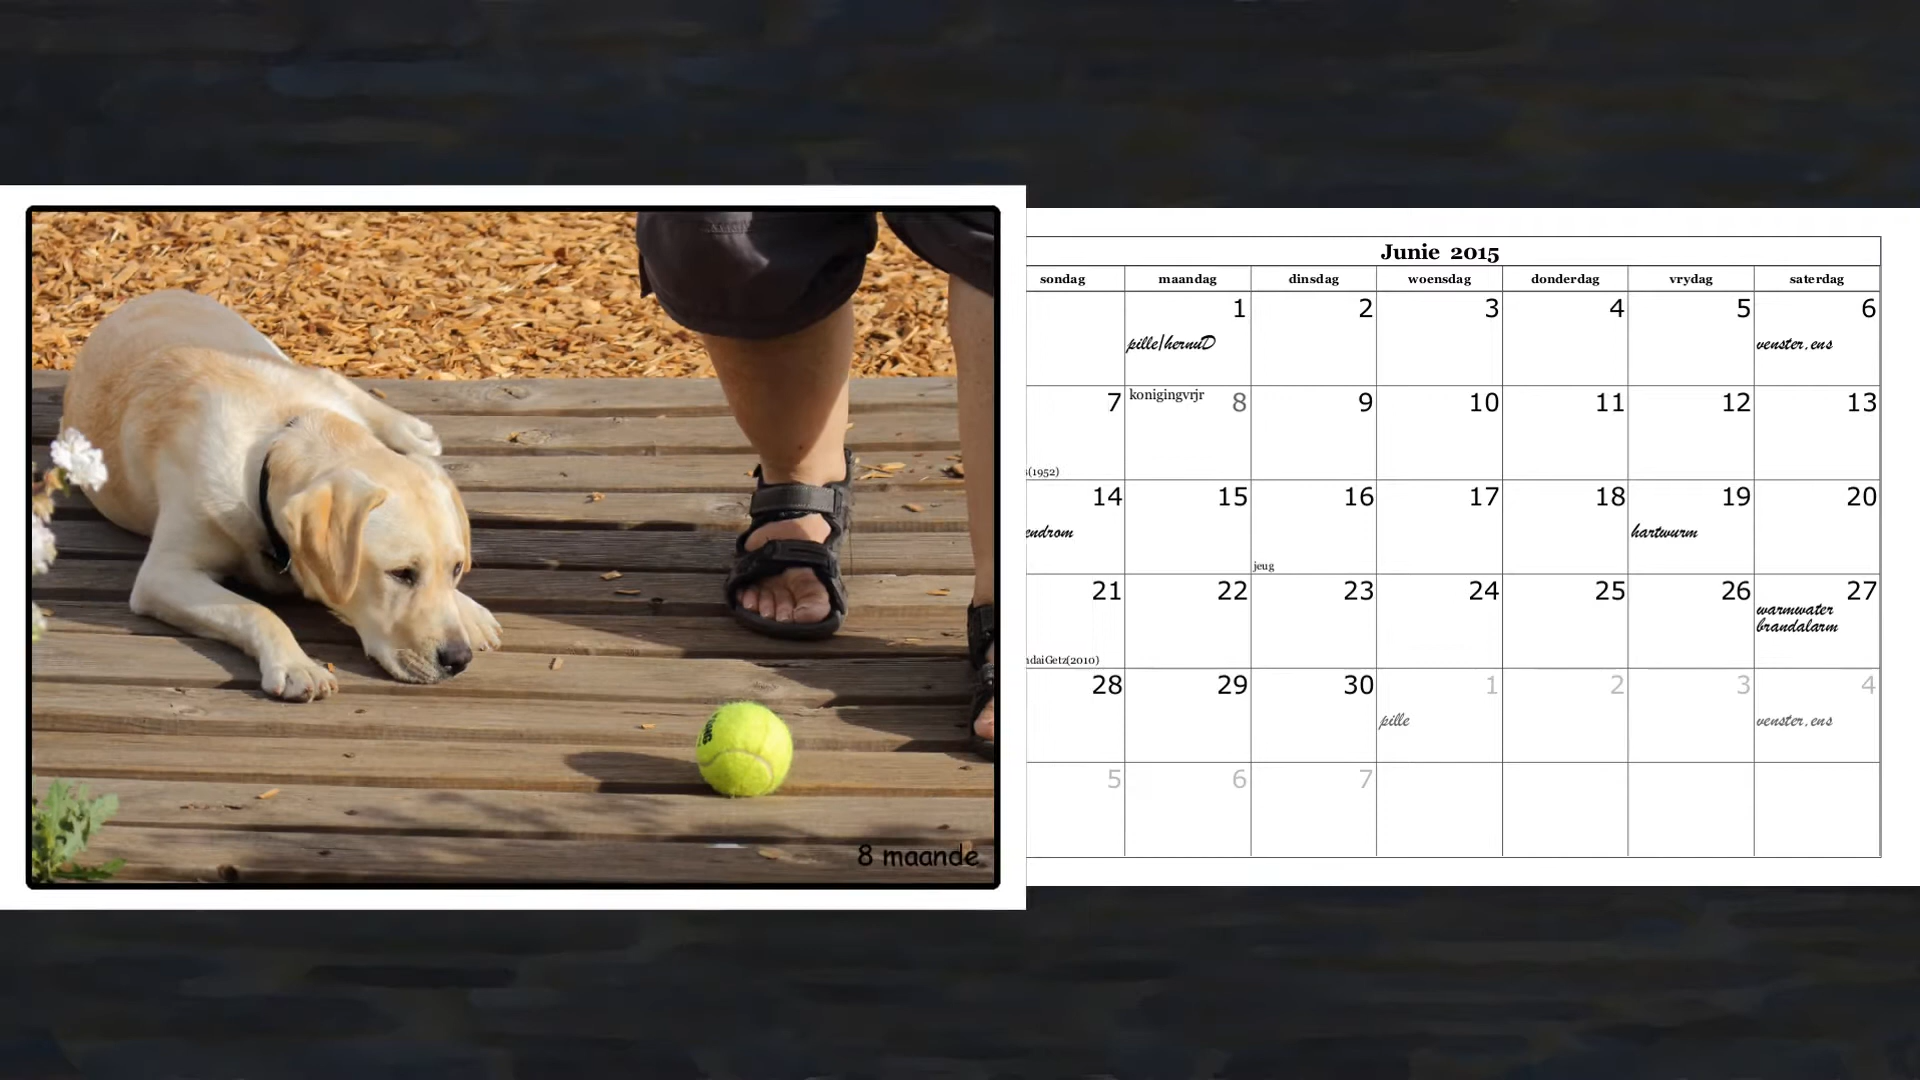 8 maande
Junie 2015
sondag maandag dinsdag woensdag donderdag vrydag saterdag
1 2 3 4 5 6
pille/hernuD venster,ens
7 konigingvrjr 8 9 10 11 12 13
(1952)
14 15 16 17 18 19 20
endrom hartwurm
jeug
21 22 23 24 25 26 27
warmwater
brandalarm
ndaiGetz(2010)
28 29 30 1 2 3 4
pille venster,ens
5 6 7